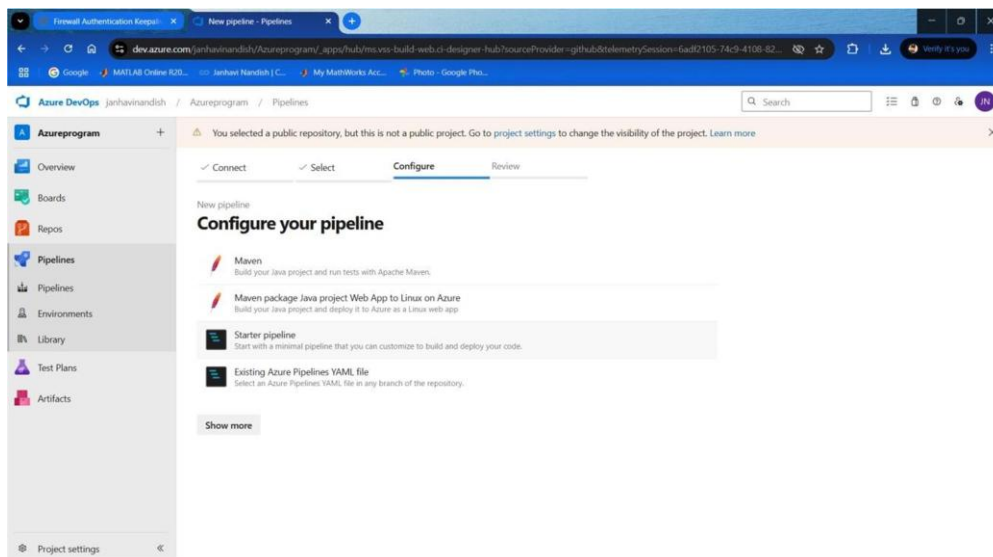 Firewall Authentication Keepali
New pipeline - Pipelines
dev.azure.com/janhavinandish/Azureprogram/_apps/hub/ms.vss-build-web.ci-designer-hub?sourceProvider=github&telemetrySession=6adf2105-74c9-4108-82...
Verify it's you
Google
MATLAB Online R20...
Janhavi Nandish | C...
My MathWorks Acc...
Photo - Google Pho...
Azure DevOps janhavinandish / Azureprogram / Pipelines
Search
JN
A Azureprogram +
You selected a public repository, but this is not a public project. Go to project settings to change the visibility of the project. Learn more
Overview
Boards
Repos
Pipelines
Pipelines
Environments
Library
Test Plans
Artifacts
Project settings
Connect
Select
Configure
Review
New pipeline
Configure your pipeline
Maven
Build your Java project and run tests with Apache Maven.
Maven package Java project Web App to Linux on Azure
Build your Java project and deploy it to Azure as a Linux web app
Starter pipeline
Start with a minimal pipeline that you can customize to build and deploy your code.
Existing Azure Pipelines YAML file
Select an Azure Pipelines YAML file in any branch of the repository.
Show more